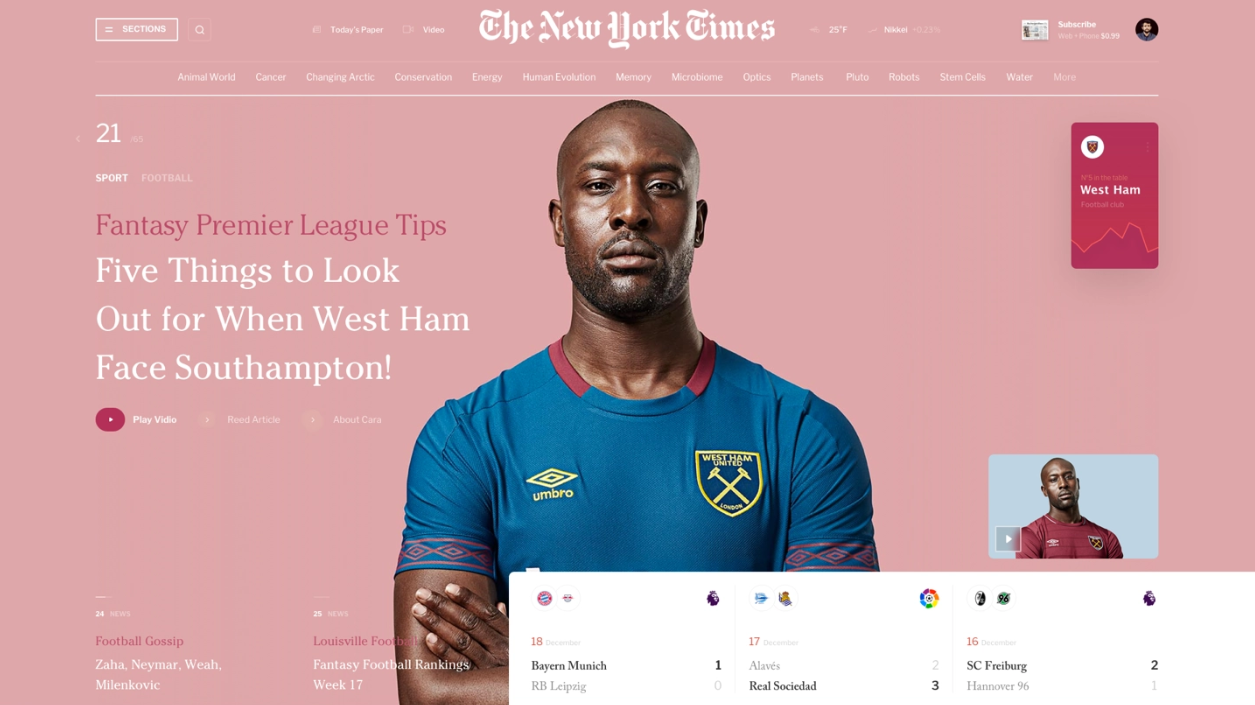 SECTIONS
Today's Paper
Video
The New York Times
25°F
Nikkei +0.23%
Subscribe
Web + Phone $0.99
Animal World
Cancer
Changing Arctic
Conservation
Energy
Human Evolution
Memory
Microbiome
Optics
Planets
Pluto
Robots
Stem Cells
Water
More
21 /95
SPORT FOOTBALL
Fantasy Premier League Tips
Five Things to Look
Out for When West Ham
Face Southampton!
Play Vidio
Reed Article
About Cara
N°5 in the table
West Ham
Football club
umbro
WEST HAM
UNITED
LONDON
24 NEWS
Football Gossip
Zaha, Neymar, Weah,
Milenkovic
25 NEWS
Louisville Football
Fantasy Football Rankings
Week 17
18 December
Bayern Munich 1
RB Leipzig 0
17 December
Alavés 2
Real Sociedad 3
96
16 December
SC Freiburg 2
Hannover 96 1